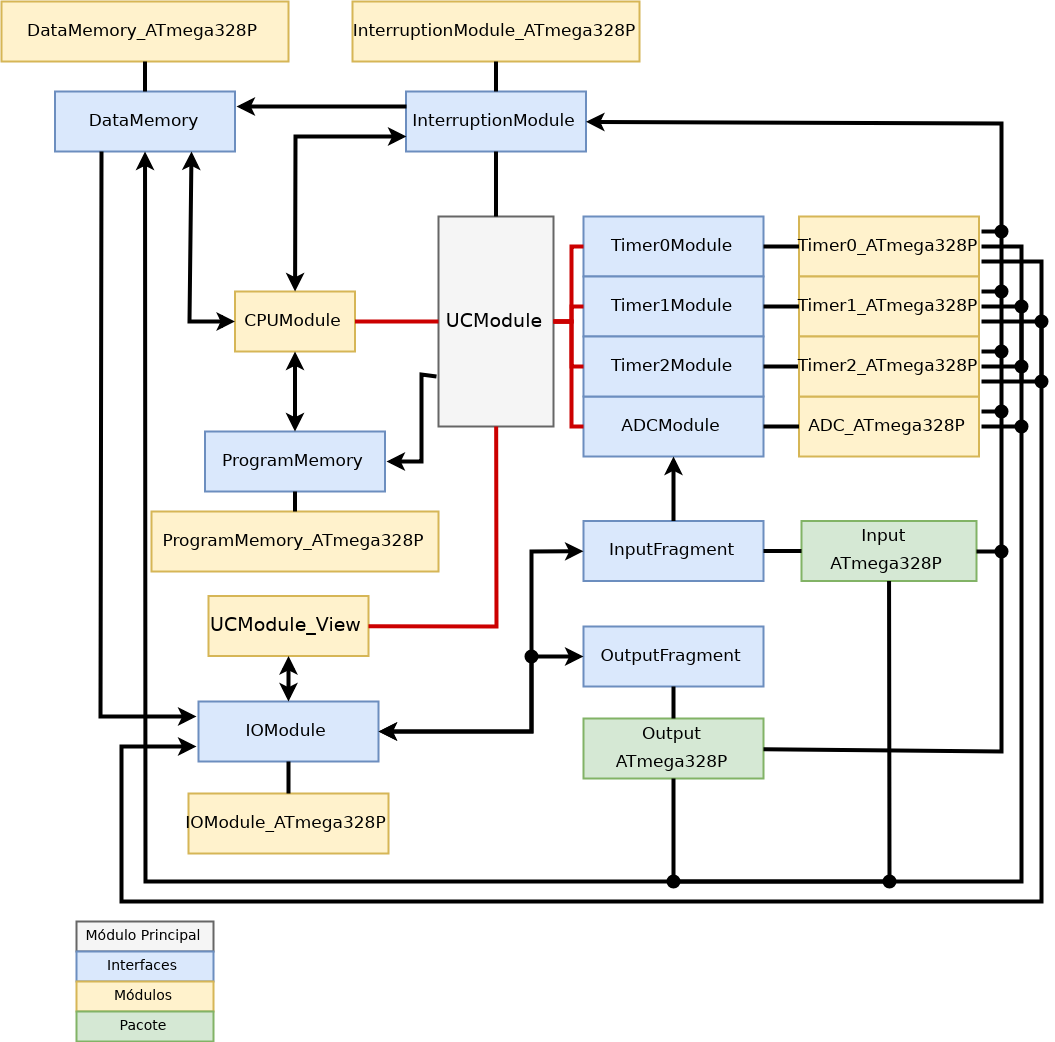 DataMemory_ATmega328P
InterruptionModule_ATmega328P
DataMemory
InterruptionModule
Timer0Module
Timer0_ATmega328P
Timer1Module
Timer1_ATmega328P
CPUModule
UCModule
Timer2Module
Timer2_ATmega328P
ADCModule
ADC_ATmega328P
ProgramMemory
ProgramMemory_ATmega328P
InputFragment
Input
ATmega328P
UCModule_View
OutputFragment
IOModule
Output
ATmega328P
IOModule_ATmega328P
Módulo Principal
Interfaces
Módulos
Pacote